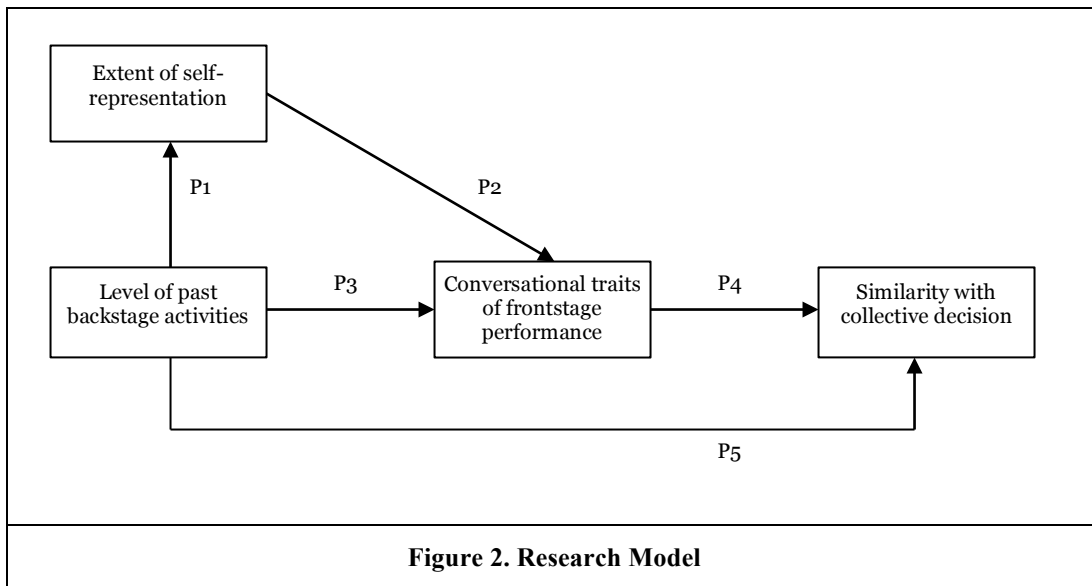 Extent of self-
representation
P1
P2
Level of past
backstage activities
P3
Conversational traits
of frontstage
performance
P4
Similarity with
collective decision
P5
Figure 2. Research Model